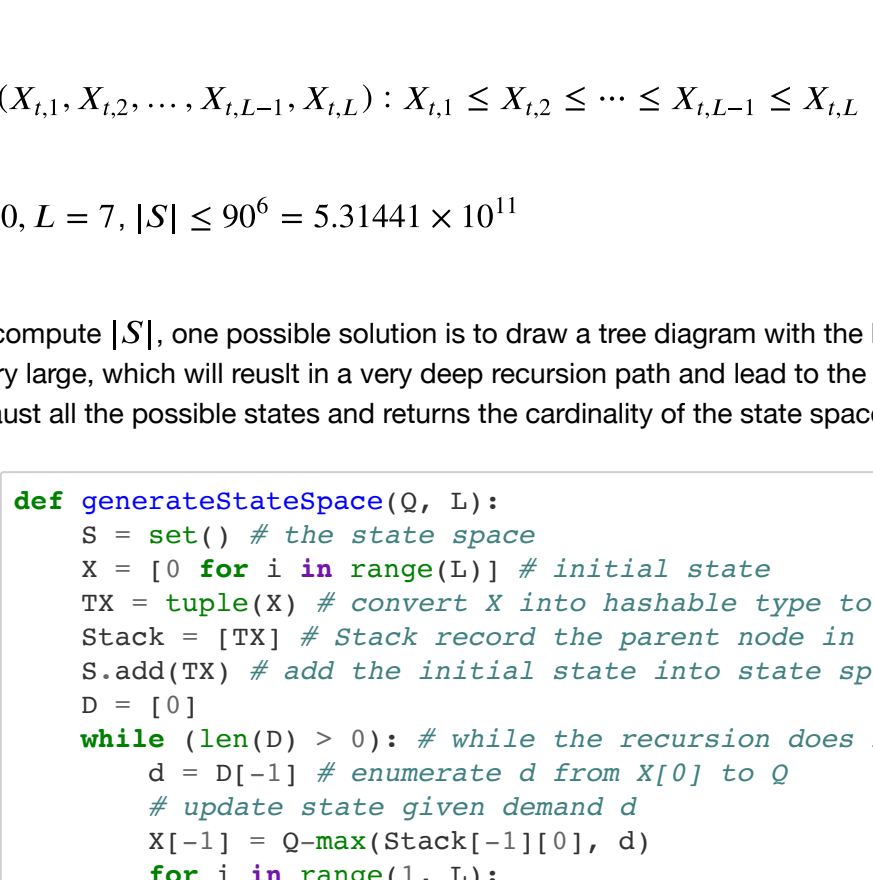 (X_{t,1}, X_{t,2}, …, X_{t,L−1}, X_{t,L}) : X_{t,1} ≤ X_{t,2} ≤ ⋯ ≤ X_{t,L−1} ≤ X_{t,L}
0, L = 7, |S| ≤ 90^6 = 5.31441 × 10^{11}
compute |S|, one possible solution is to draw a tree diagram with the
large, which will reuslt in a very deep recursion path and lead to the
all the possible states and returns the cardinality of the state
def generateStateSpace(Q, L):
    S = set() # the state space
    X = [0 for i in range(L)] # initial state
    TX = tuple(X) # convert X into hashable type to
    Stack = [TX] # Stack record the parent node in
    S.add(TX) # add the initial state into state
    D = [0]
    while (len(D) > 0): # while the recursion does
        d = D[-1] # enumerate d from X[0] to Q
        # update state given demand d
        X[-1] = Q-max(Stack[-1][0], d)
        for i in range(1, L):